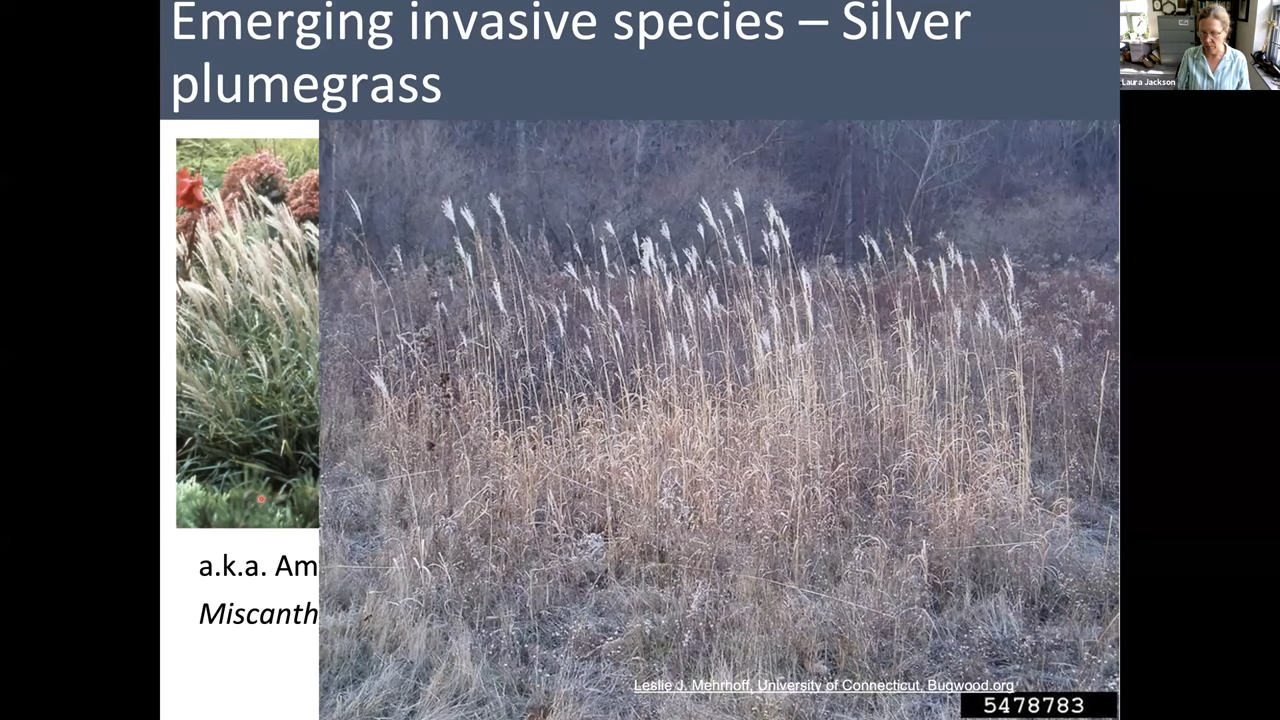 Emerging invasive species – Silver
plumegrass
Laura Jackson
a.k.a. Am
Miscanth
Leslie J. Mehrhoff, University of Connecticut, Bugwood.org
5478783